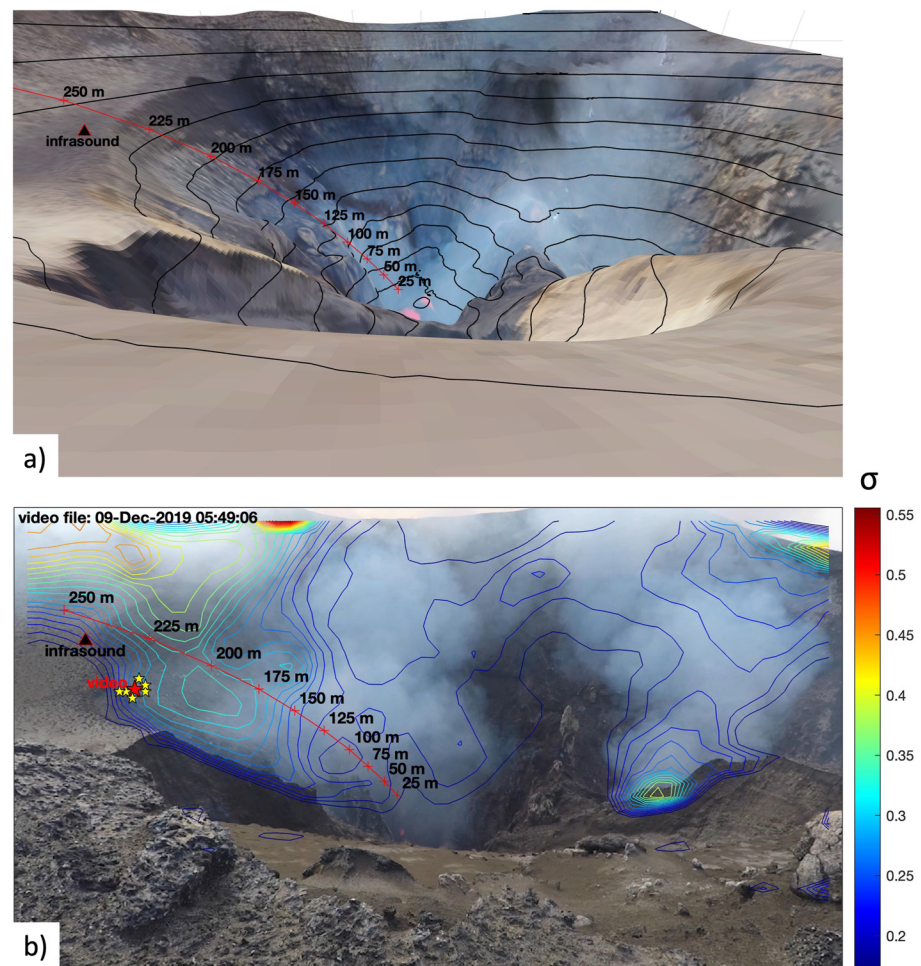 250 m
infrasound
225 m
200 m
175 m
150 m
125 m
100 m
75 m
50 m
25 m
a)
σ
video file: 09-Dec-2019 05:49:06
250 m
infrasound
225 m
video
200 m
175 m
150 m
125 m
100 m
75 m
50 m
25 m
b)
0.55
0.5
0.45
0.4
0.35
0.3
0.25
0.2